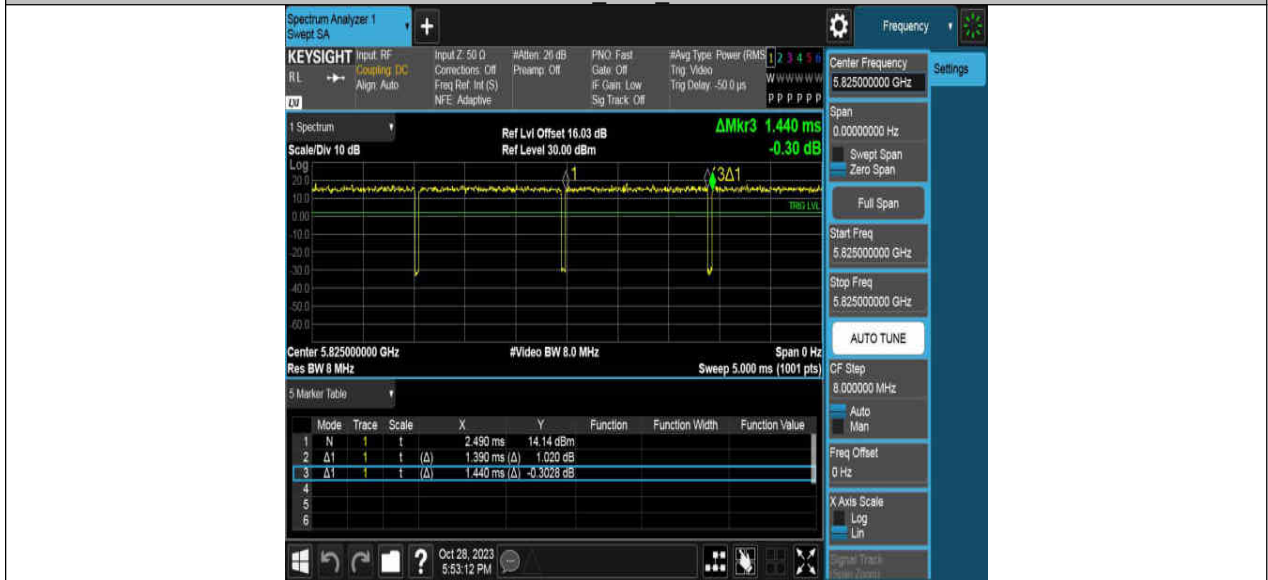 Spectrum Analyzer 1
Swept SA
+
Frequency
KEYSIGHT
RL
LXI
Input: RF
Coupling: DC
Align: Auto
Input Z: 50 Ω
Corrections: Off
Freq Ref: Int (S)
NFE: Adaptive
#Atten: 26 dB
Preamp: Off
PNO: Fast
Gate: Off
IF Gain: Low
Sig Track: Off
#Avg Type: Power (RMS
Trig: Video
Trig Delay: -50.0 µs
1 2 3 4 5 6
W W W W W W
P P P P P P
1 Spectrum
Scale/Div 10 dB
Ref Lvl Offset 16.03 dB
Ref Level 30.00 dBm
ΔMkr3 1.440 ms
-0.30 dB
Log
20.0
10.0
0.00
-10.0
-20.0
-30.0
-40.0
-50.0
-60.0
1
3Δ1
TRIG LVL
Center 5.825000000 GHz
#Video BW 8.0 MHz
Span 0 Hz
Res BW 8 MHz
Sweep 5.000 ms (1001 pts)
5 Marker Table
Mode Trace Scale X Y Function Function Width Function Value
1 N 1 t 2.490 ms 14.14 dBm
2 Δ1 1 t (Δ) 1.390 ms (Δ) 1.020 dB
3 Δ1 1 t (Δ) 1.440 ms (Δ) -0.3028 dB
4
5
6
?
Oct 28, 2023
5:53:12 PM
Center Frequency
5.825000000 GHz
Settings
Span
0.00000000 Hz
Swept Span
Zero Span
Full Span
Start Freq
5.825000000 GHz
Stop Freq
5.825000000 GHz
AUTO TUNE
CF Step
8.000000 MHz
Auto
Man
Freq Offset
0 Hz
X Axis Scale
Log
Lin
Signal Track
(Span Zoom)